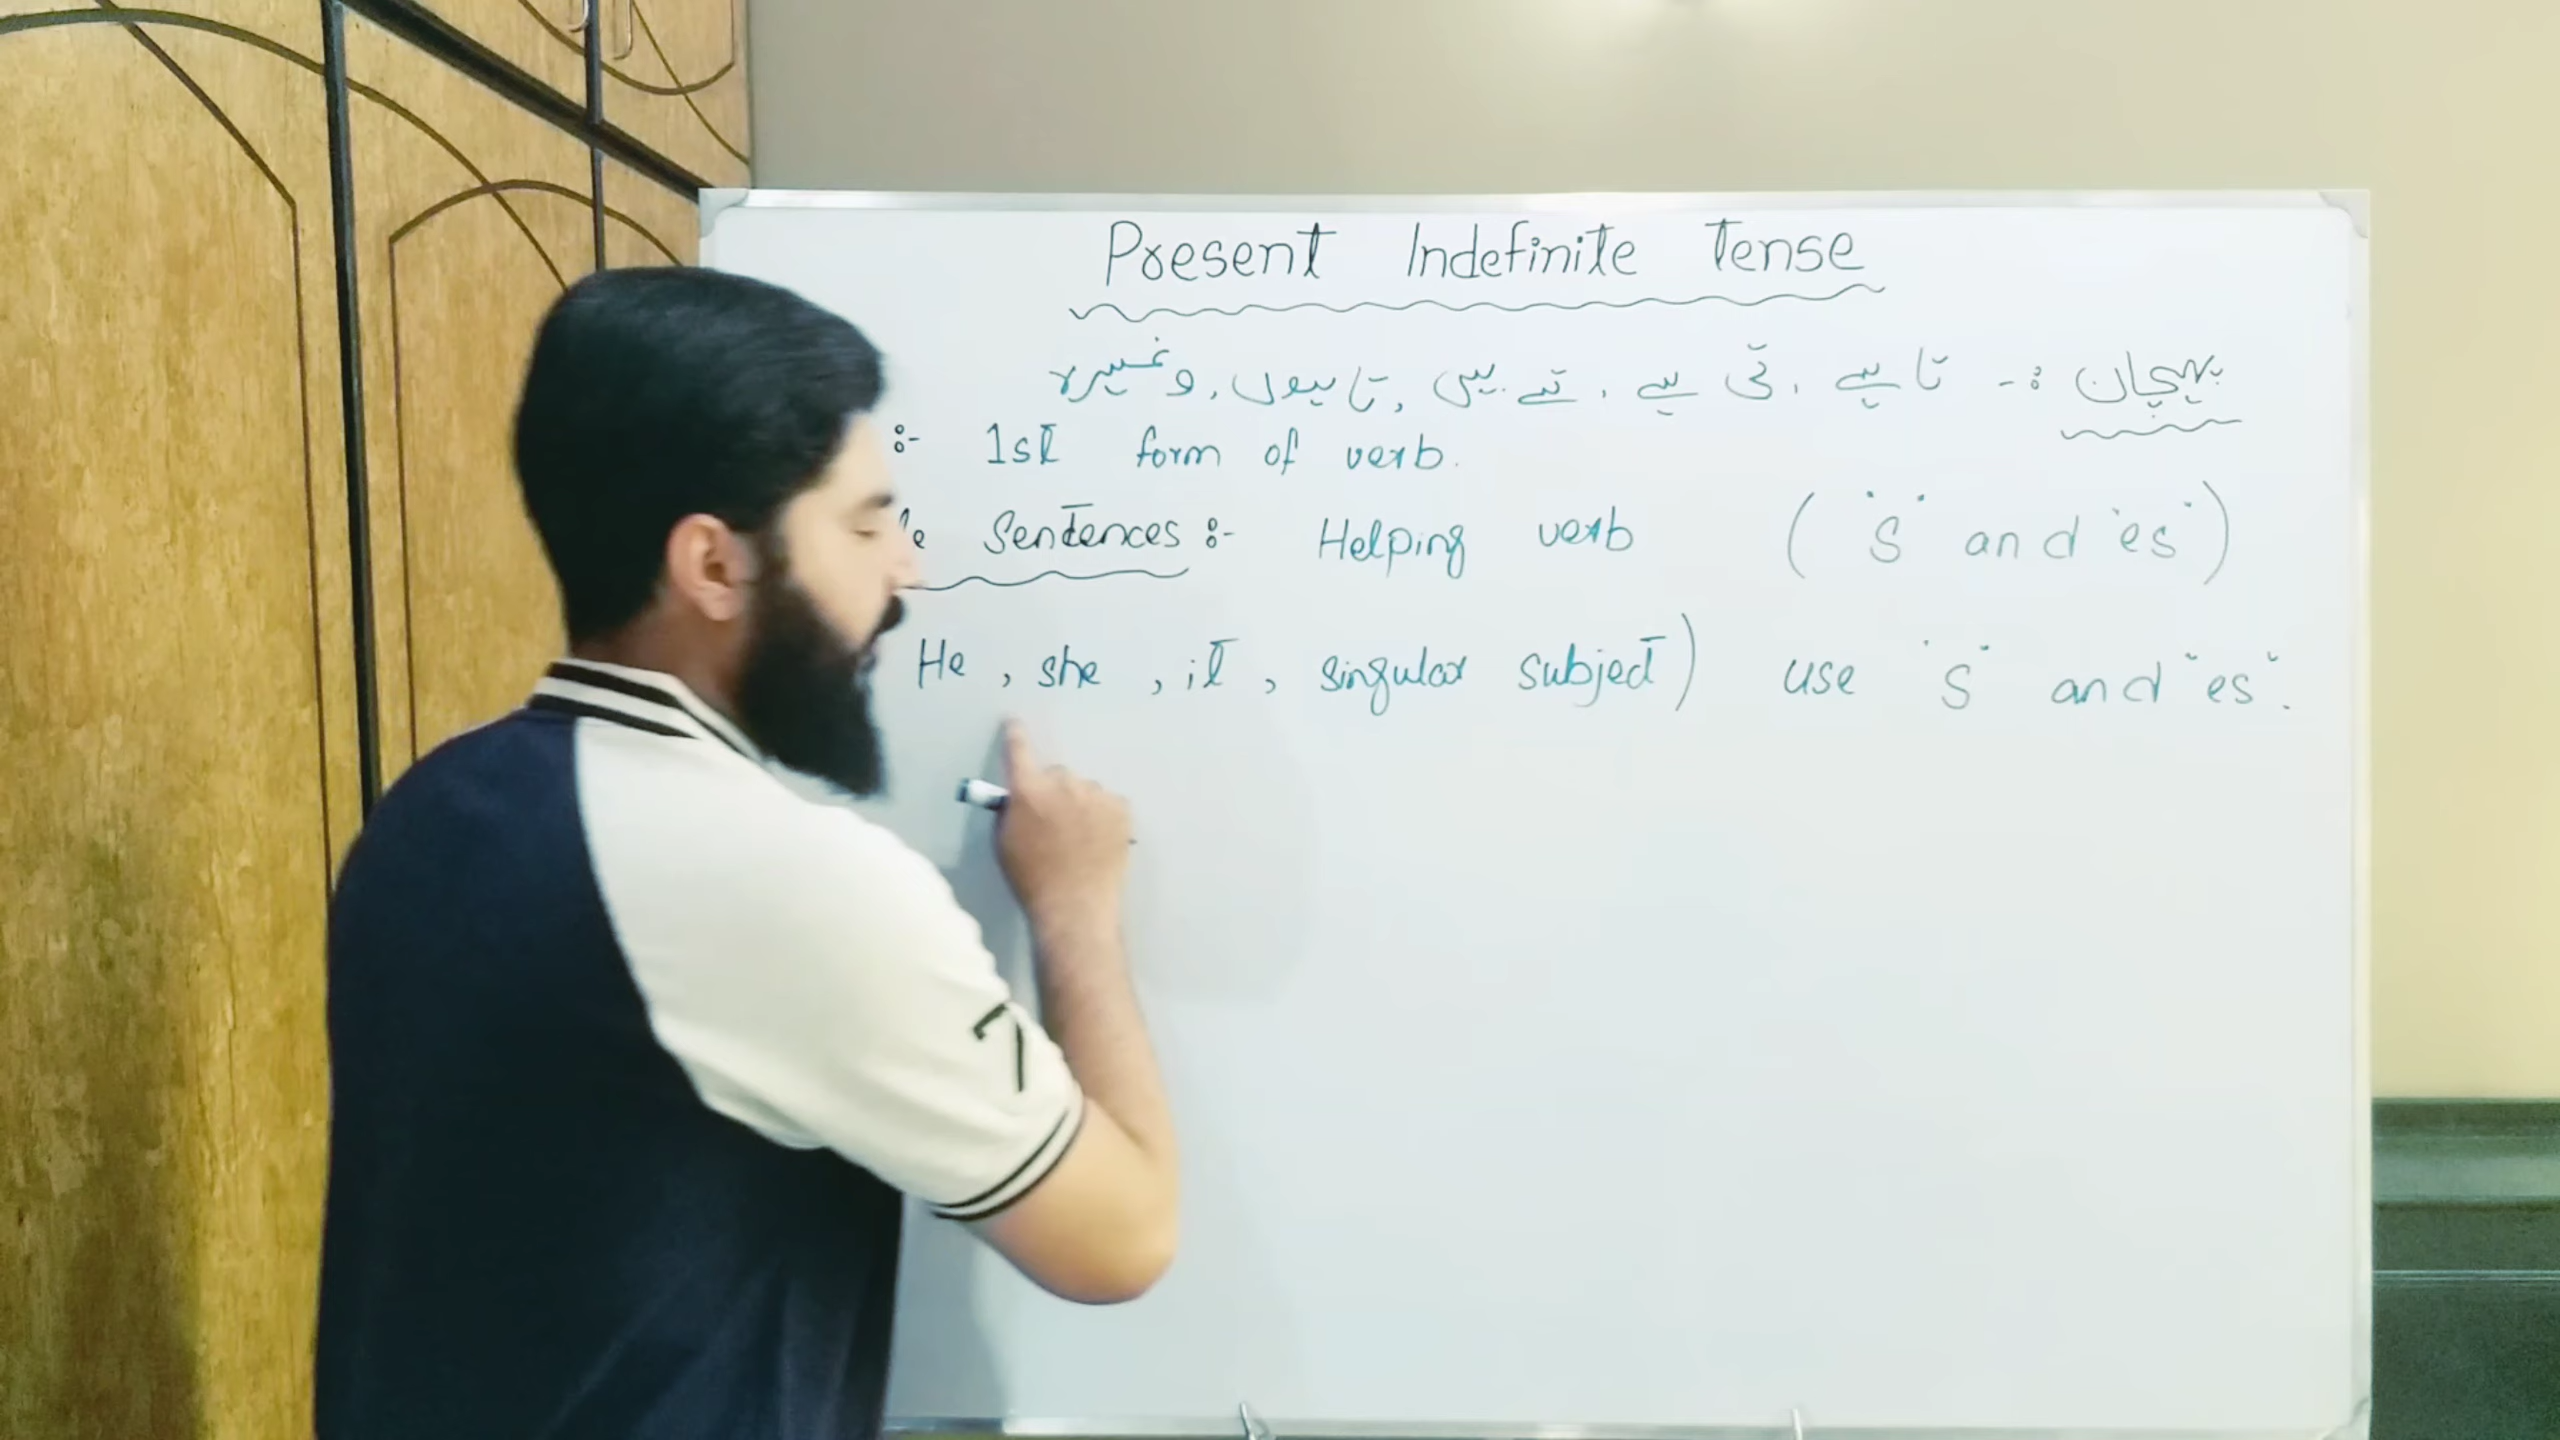 Present Indefinite Tense
پہچان :- تا ہے ، تی ہے ، تے ہیں ، تا ہوں ، وغیرہ
:- 1st form of verb.
Sentences :- Helping verb ("s" and "es")
He , she , it , singular subject) use "s" and "es".
7